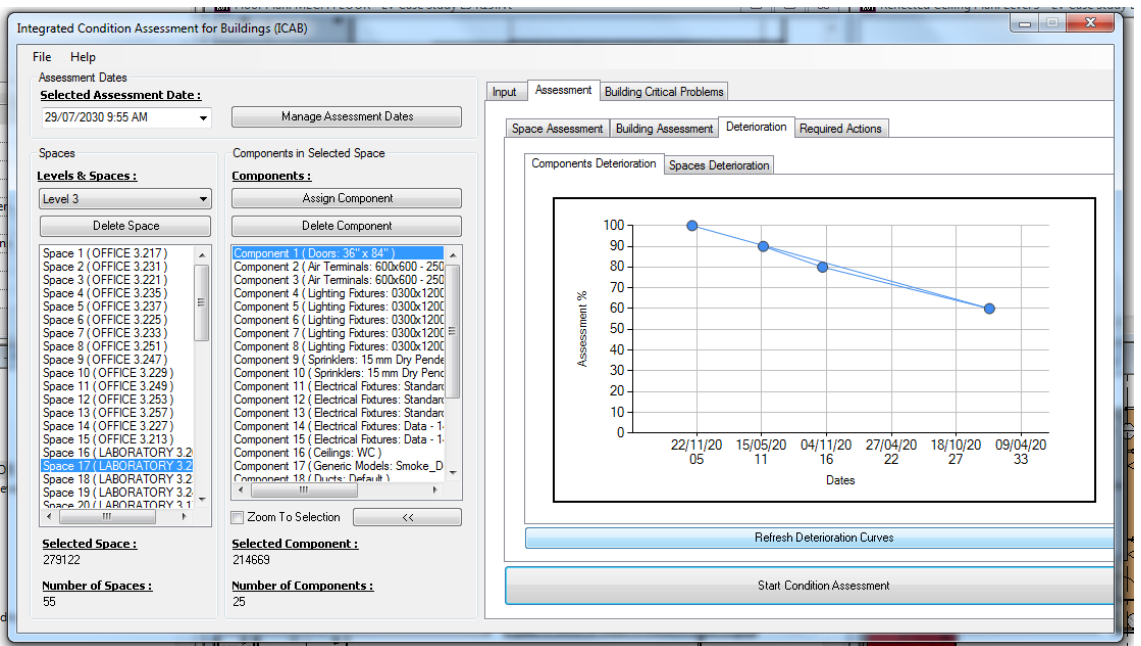 Integrated Condition Assessment for Buildings (ICAB)
File Help
Assessment Dates
Selected Assessment Date :
29/07/2030 9:55 AM
Manage Assessment Dates
Spaces
Levels & Spaces :
Level 3
Delete Space
Space 1 ( OFFICE 3.217 )
Space 2 ( OFFICE 3.231 )
Space 3 ( OFFICE 3.221 )
Space 4 ( OFFICE 3.235 )
Space 5 ( OFFICE 3.237 )
Space 6 ( OFFICE 3.225 )
Space 7 ( OFFICE 3.233 )
Space 8 ( OFFICE 3.251 )
Space 9 ( OFFICE 3.247 )
Space 10 ( OFFICE 3.229 )
Space 11 ( OFFICE 3.249 )
Space 12 ( OFFICE 3.253 )
Space 13 ( OFFICE 3.257 )
Space 14 ( OFFICE 3.227 )
Space 15 ( OFFICE 3.213 )
Space 16 ( LABORATORY 3.2
Space 17 ( LABORATORY 3.2
Space 18 ( LABORATORY 3.2
Space 19 ( LABORATORY 3.2
Space 20 ( LABORATORY 3.1
Selected Space :
279122
Number of Spaces :
55
Components in Selected Space
Components :
Assign Component
Delete Component
Component 1 ( Doors: 36" x 84" )
Component 2 ( Air Terminals: 600x600 - 250
Component 3 ( Air Terminals: 600x600 - 250
Component 4 ( Lighting Fixtures: 0300x1200
Component 5 ( Lighting Fixtures: 0300x1200
Component 6 ( Lighting Fixtures: 0300x1200
Component 7 ( Lighting Fixtures: 0300x1200
Component 8 ( Lighting Fixtures: 0300x1200
Component 9 ( Sprinklers: 15 mm Dry Pende
Component 10 ( Sprinklers: 15 mm Dry Pend
Component 11 ( Electrical Fixtures: Standard
Component 12 ( Electrical Fixtures: Standard
Component 13 ( Electrical Fixtures: Standard
Component 14 ( Electrical Fixtures: Data - 1-
Component 15 ( Electrical Fixtures: Data - 1-
Component 16 ( Ceilings: WC )
Component 17 ( Generic Models: Smoke_D
Component 18 ( Ducts: Default )
Zoom To Selection
<<
Selected Component :
214669
Number of Components :
25
Input Assessment Building Critical Problems
Space Assessment Building Assessment Deterioration Required Actions
Components Deterioration Spaces Deterioration
100
90
80
70
60
50
40
30
20
10
0
Assessment %
22/11/20 15/05/20 04/11/20 27/04/20 18/10/20 09/04/20
05 11 16 22 27 33
Dates
Refresh Deterioration Curves
Start Condition Assessment